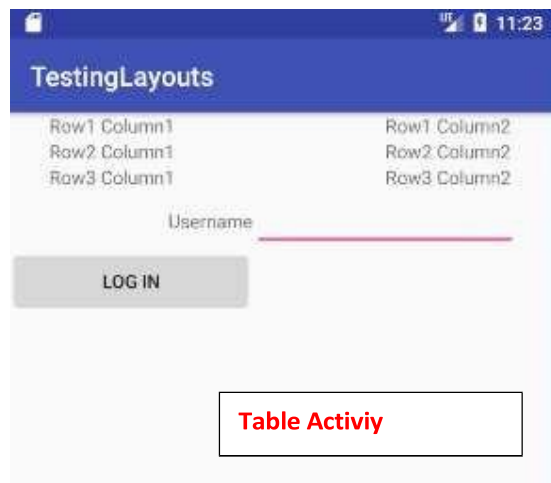 11:23
TestingLayouts
Row1 Column1 Row1 Column2
Row2 Column1 Row2 Column2
Row3 Column1 Row3 Column2
Username
LOG IN
Table Activiy